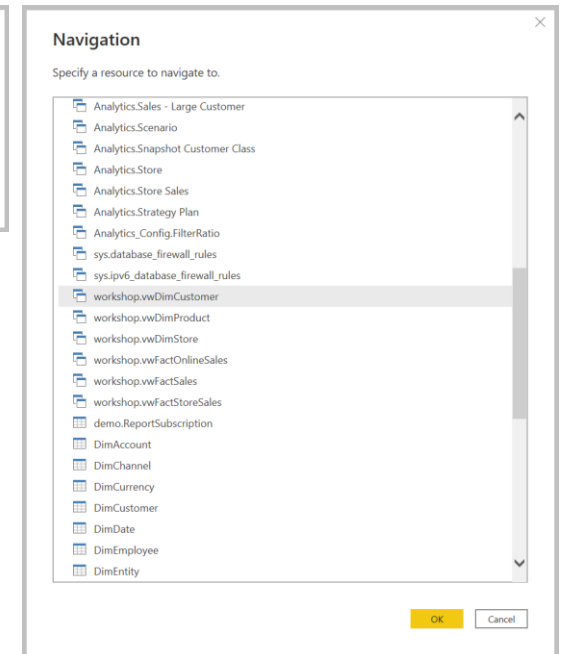 Navigation
Specify a resource to navigate to.
Analytics.Sales - Large Customer
Analytics.Scenario
Analytics.Snapshot Customer Class
Analytics.Store
Analytics.Store Sales
Analytics.Strategy Plan
Analytics_Config.FilterRatio
sys.database_firewall_rules
sys.ipv6_database_firewall_rules
workshop.vwDimCustomer
workshop.vwDimProduct
workshop.vwDimStore
workshop.vwFactOnlineSales
workshop.vwFactSales
workshop.vwFactStoreSales
demo.ReportSubscription
DimAccount
DimChannel
DimCurrency
DimCustomer
DimDate
DimEmployee
DimEntity
OK Cancel